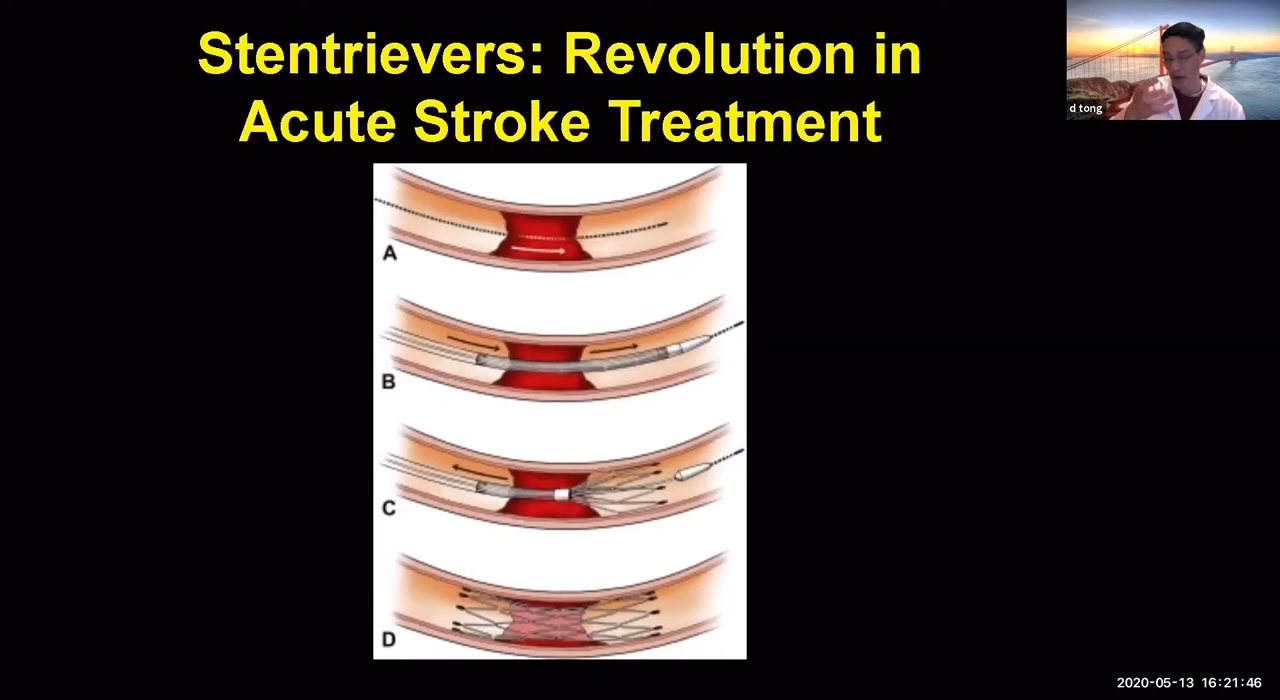 Stentrievers: Revolution in
Acute Stroke Treatment
d tong
A
B
C
D
2020-05-13 16:21:46